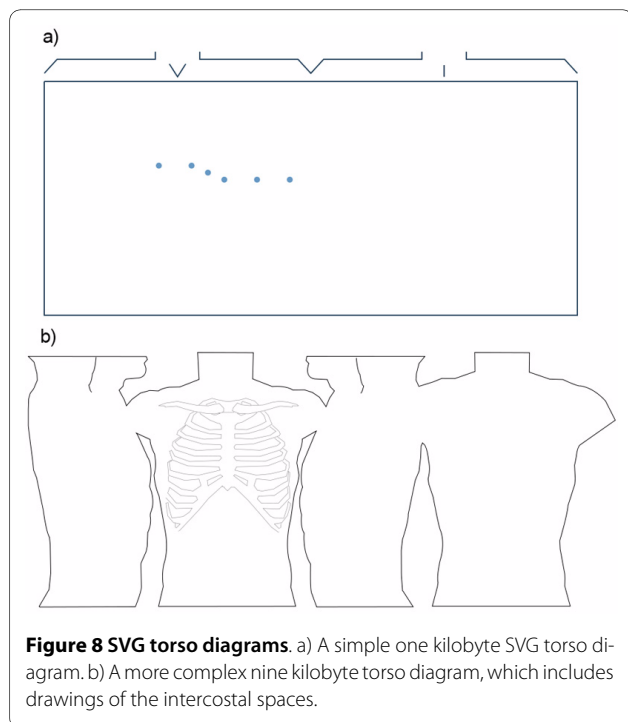 a)
b)
Figure 8 SVG torso diagrams. a) A simple one kilobyte SVG torso di-
agram. b) A more complex nine kilobyte torso diagram, which includes
drawings of the intercostal spaces.